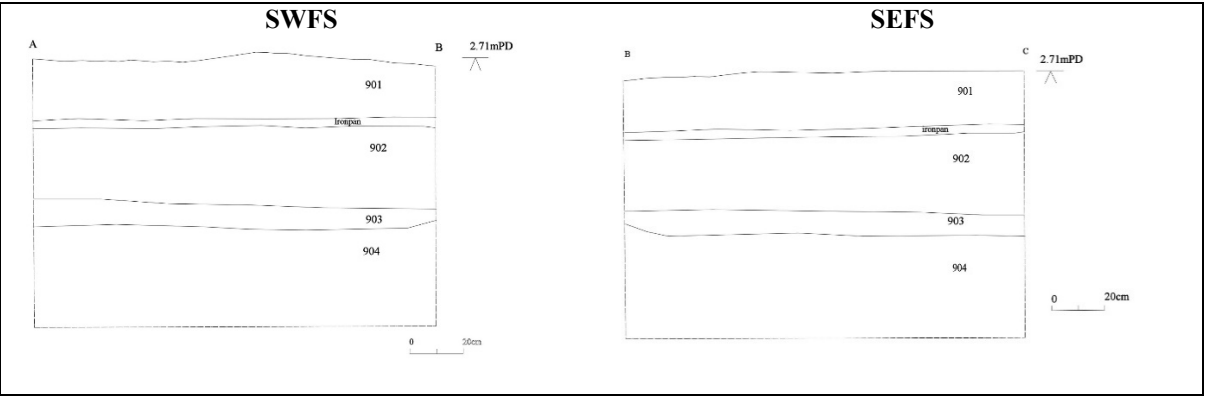 SWFS
A
B
2.71mPD
901
Ironpan
902
903
904
0 20cm
SEFS
B
C
2.71mPD
901
ironpan
902
903
904
0 20cm